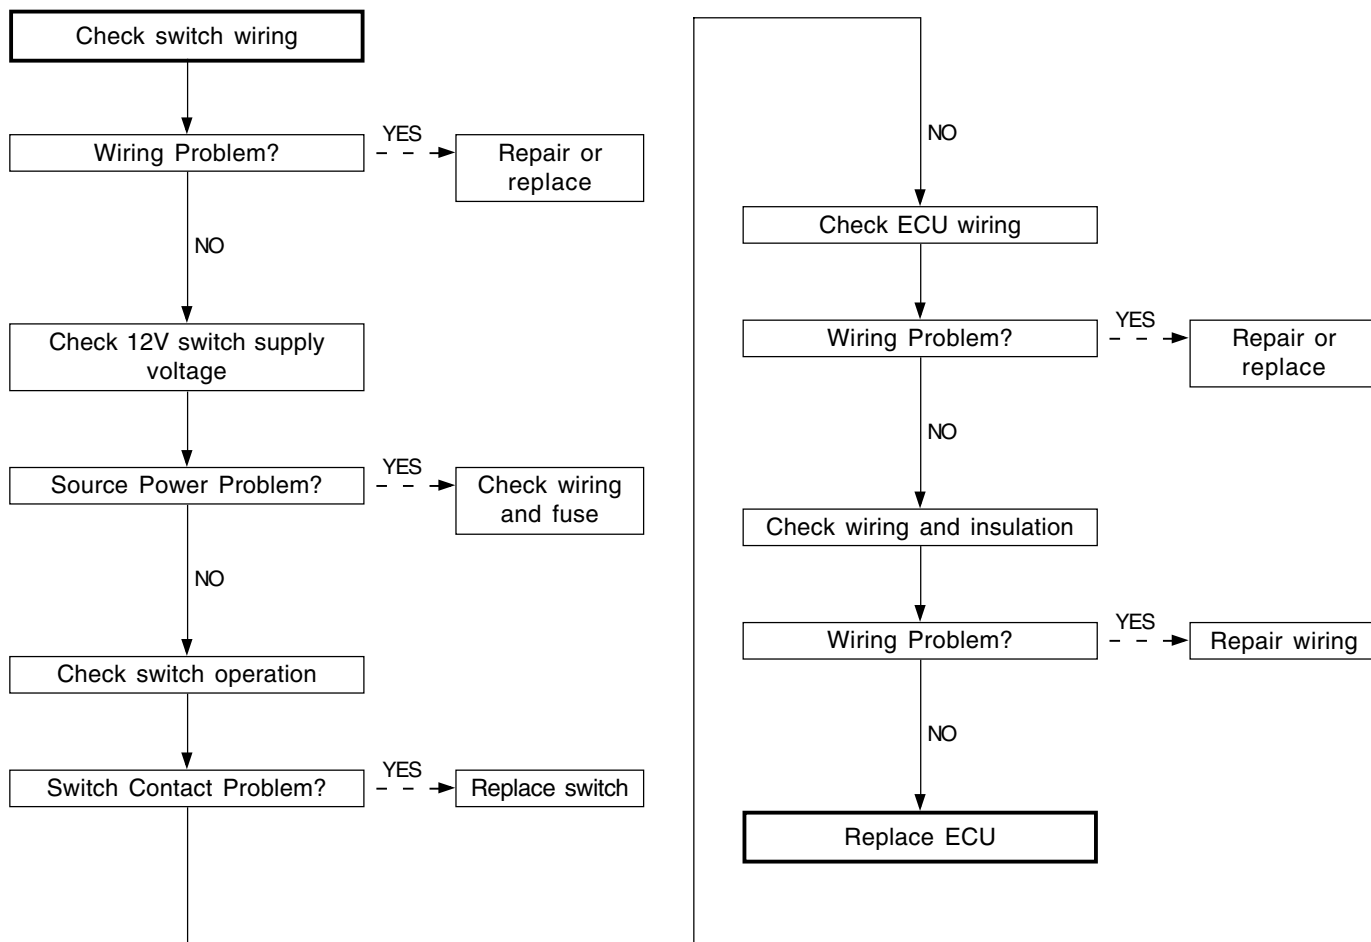 Check switch wiring
Wiring Problem?
YES
Repair or
replace
NO
Check 12V switch supply
voltage
Source Power Problem?
YES
Check wiring
and fuse
NO
Check switch operation
Switch Contact Problem?
YES
Replace switch
NO
Check ECU wiring
Wiring Problem?
YES
Repair or
replace
NO
Check wiring and insulation
Wiring Problem?
YES
Repair wiring
NO
Replace ECU